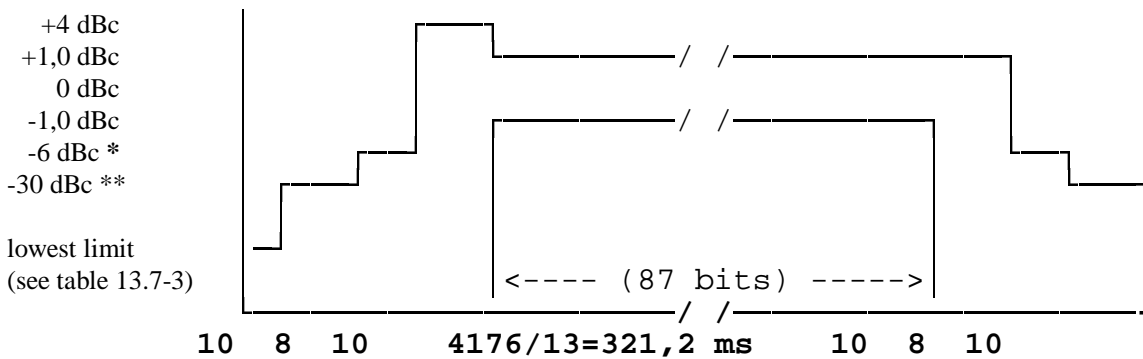 +4 dBc
+1,0 dBc
0 dBc
-1,0 dBc
-6 dBc *
-30 dBc **
lowest limit
(see table 13.7-3)
/ /
/ /
<---- (87 bits) ----->
/ /
10 8 10 4176/13=321,2 ms 10 8 10